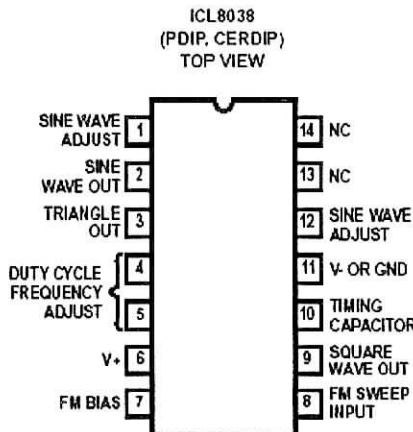 ICL8038
(PDIP, CERDIP)
TOP VIEW
SINE WAVE
ADJUST
1
SINE
WAVE OUT
2
TRIANGLE
OUT
3
DUTY CYCLE
FREQUENCY
ADJUST
4
5
V+
6
FM BIAS
7
14
NC
13
NC
12
SINE WAVE
ADJUST
11
V- OR GND
10
TIMING
CAPACITOR
9
SQUARE
WAVE OUT
8
FM SWEEP
INPUT